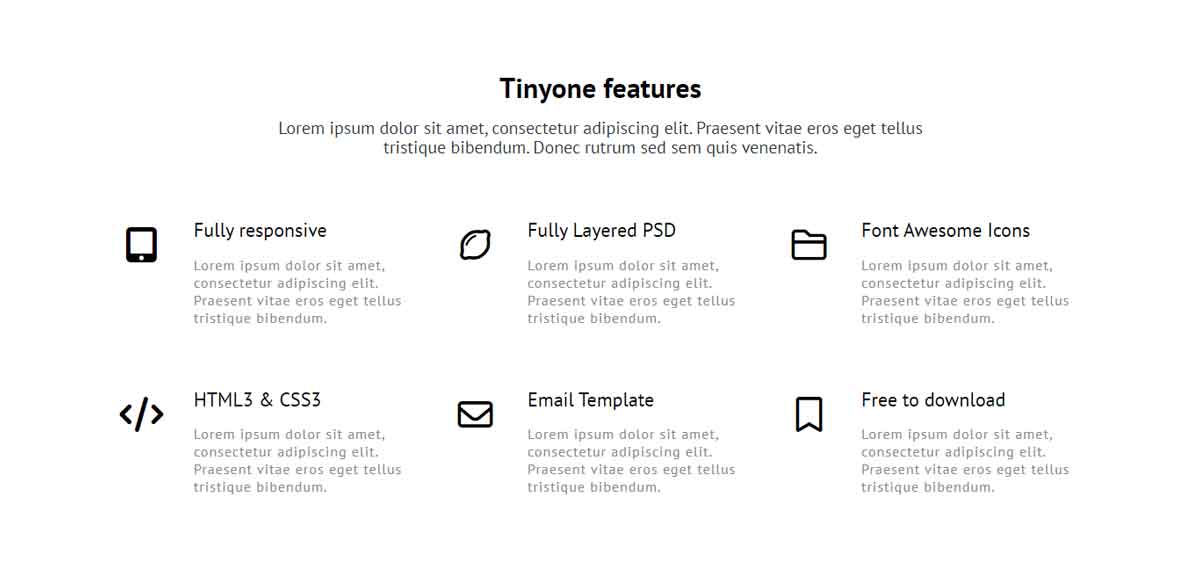 Tinyone features
Lorem ipsum dolor sit amet, consectetur adipiscing elit. Praesent vitae eros eget tellus
tristique bibendum. Donec rutrum sed sem quis venenatis.
Fully responsive
Lorem ipsum dolor sit amet,
consectetur adipiscing elit.
Praesent vitae eros eget tellus
tristique bibendum.
Fully Layered PSD
Lorem ipsum dolor sit amet,
consectetur adipiscing elit.
Praesent vitae eros eget tellus
tristique bibendum.
Font Awesome Icons
Lorem ipsum dolor sit amet,
consectetur adipiscing elit.
Praesent vitae eros eget tellus
tristique bibendum.
HTML3 & CSS3
Lorem ipsum dolor sit amet,
consectetur adipiscing elit.
Praesent vitae eros eget tellus
tristique bibendum.
Email Template
Lorem ipsum dolor sit amet,
consectetur adipiscing elit.
Praesent vitae eros eget tellus
tristique bibendum.
Free to download
Lorem ipsum dolor sit amet,
consectetur adipiscing elit.
Praesent vitae eros eget tellus
tristique bibendum.